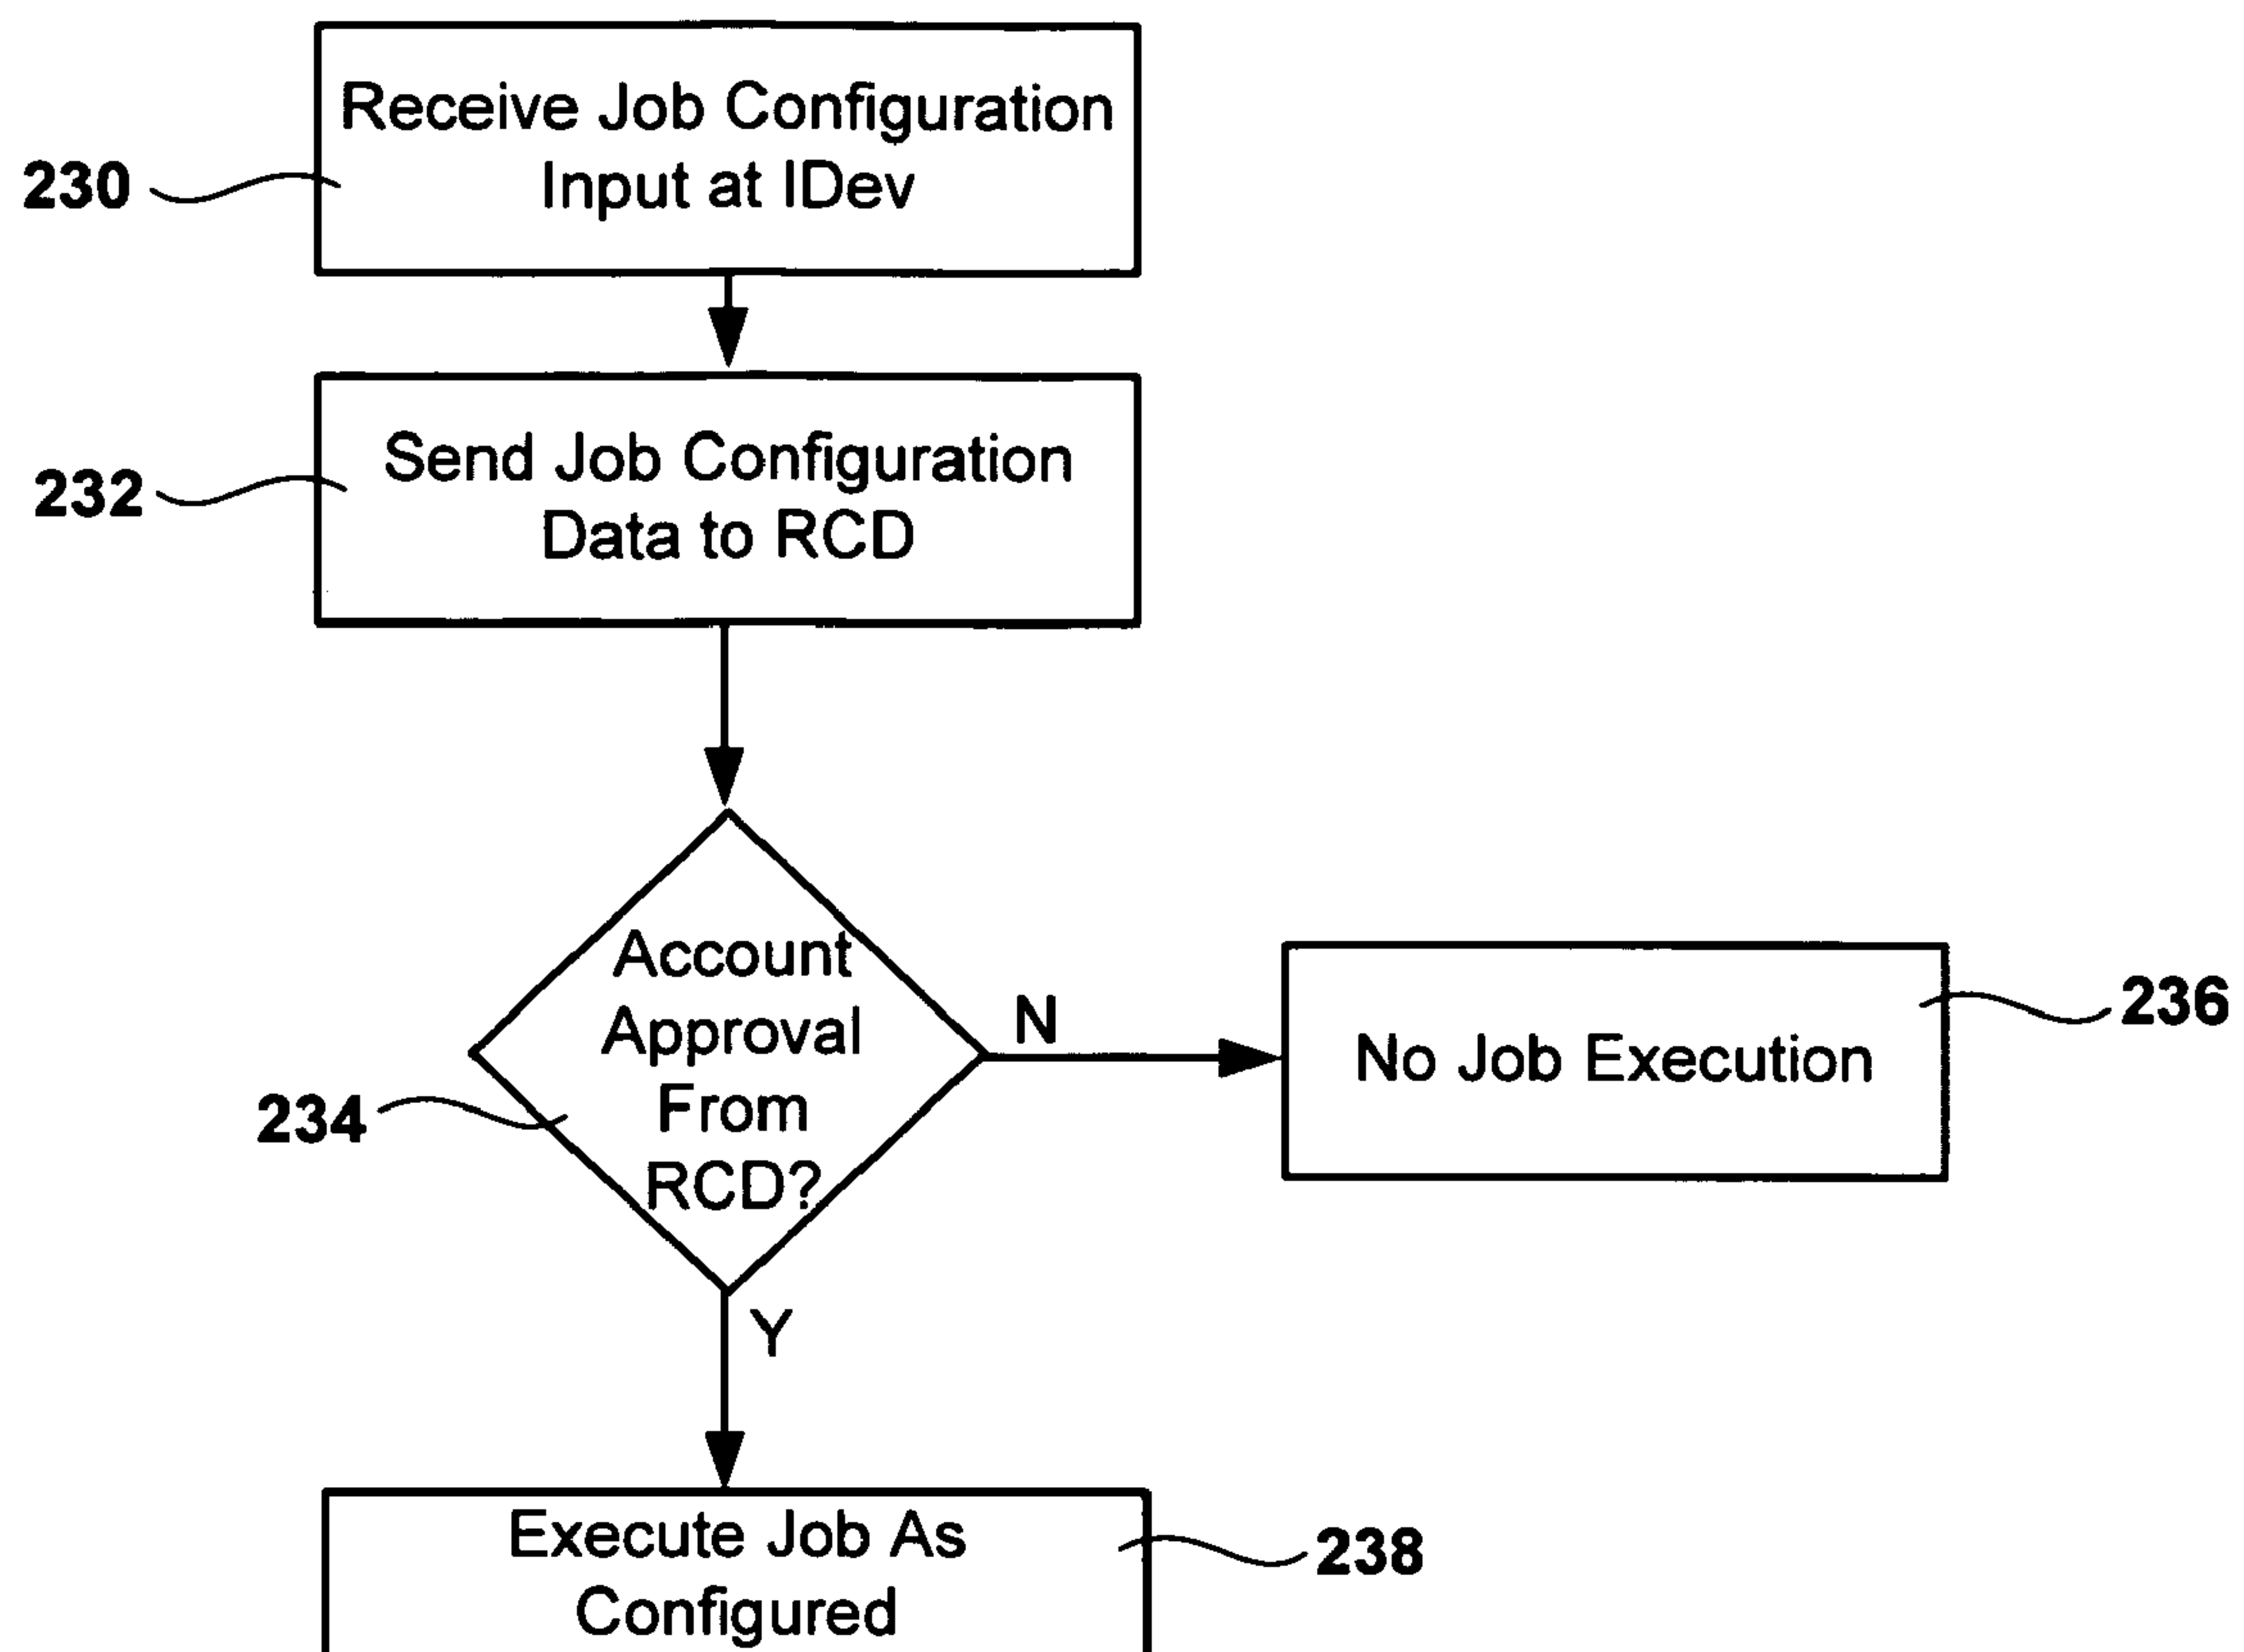 Receive Job Configuration
Input at IDev
230
Send Job Configuration
Data to RCD
232
Account
Approval
From
RCD?
234
N
No Job Execution
236
Y
Execute Job As
Configured
238